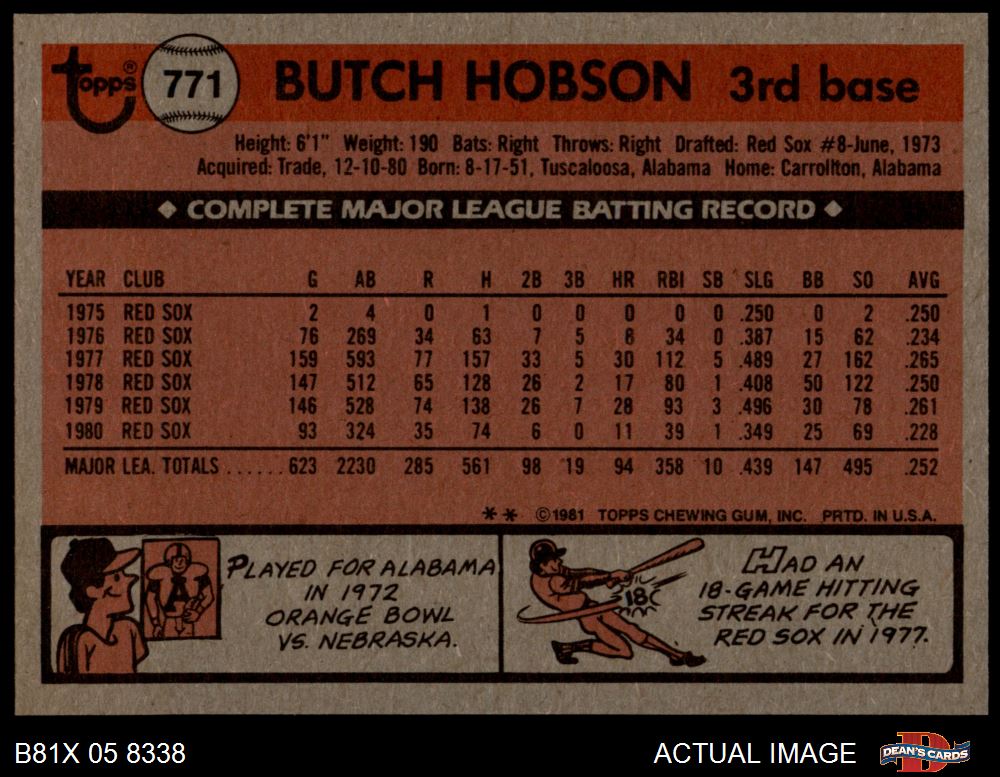 Topps® 771 BUTCH HOBSON 3rd base
Height: 6'1" Weight: 190 Bats: Right Throws: Right Drafted: Red Sox #8-June, 1973
Acquired: Trade, 12-10-80 Born: 8-17-51, Tuscaloosa, Alabama Home: Carrollton, Alabama
◆ COMPLETE MAJOR LEAGUE BATTING RECORD ◆
YEAR CLUB G AB R H 2B 3B HR RBI SB SLG BB SO AVG
1975 RED SOX 2 4 0 1 0 0 0 0 0 .250 0 2 .250
1976 RED SOX 76 269 34 63 7 5 8 34 0 .387 15 62 .234
1977 RED SOX 159 593 77 157 33 5 30 112 5 .489 27 162 .265
1978 RED SOX 147 512 65 128 26 2 17 80 1 .408 50 122 .250
1979 RED SOX 146 528 74 138 26 7 28 93 3 .496 30 78 .261
1980 RED SOX 93 324 35 74 6 0 11 39 1 .349 25 69 .228
MAJOR LEA. TOTALS ...... 623 2230 285 561 98 19 94 358 10 .439 147 495 .252
** ©1981 TOPPS CHEWING GUM, INC. PRTD. IN U.S.A.
A
PLAYED FOR ALABAMA
IN 1972
ORANGE BOWL
VS. NEBRASKA.
18
HAD AN
18-GAME HITTING
STREAK FOR THE
RED SOX IN 1977.
B81X 05 8338 ACTUAL IMAGE DEAN'S CARDS